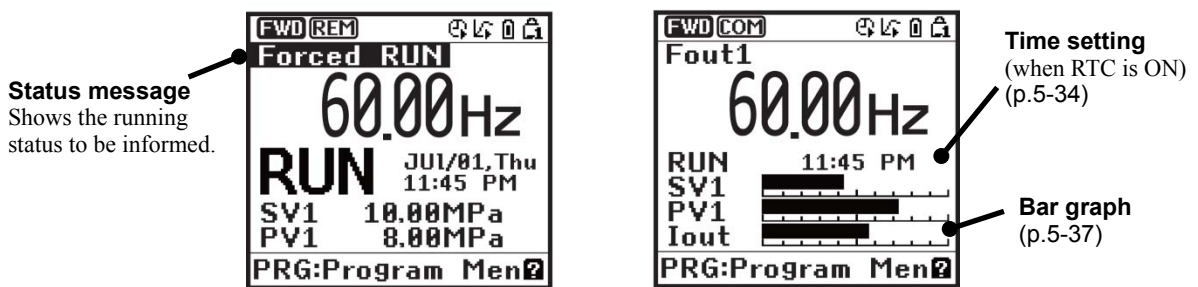 Status message
Shows the running
status to be informed.
FWD REM
Forced RUN
60.00Hz
RUN
JUl/01,Thu
11:45 PM
SV1 10.00MPa
PV1 8.00MPa
PRG:Program Men?
FWD COM
Fout1
60.00Hz
RUN 11:45 PM
SV1
PV1
Iout
PRG:Program Men?
Time setting
(when RTC is ON)
(p.5-34)
Bar graph
(p.5-37)